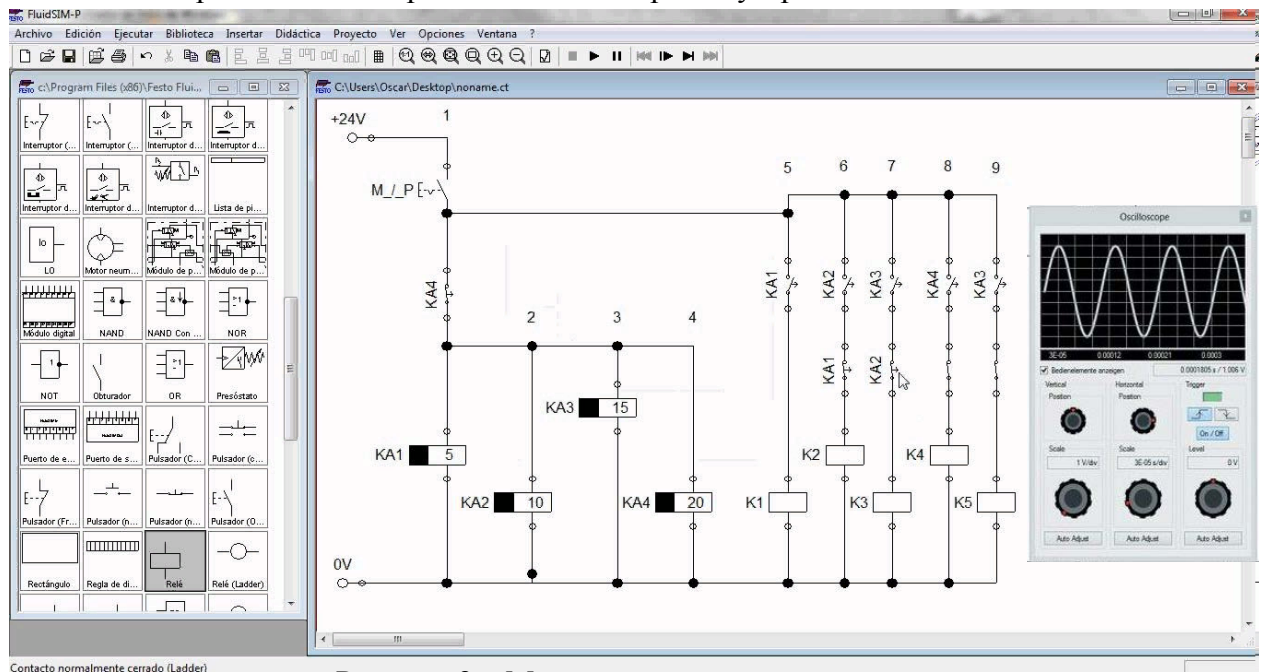 FluidSIM-P
Archivo Edición Ejecutar Biblioteca Insertar Didáctica Proyecto Ver Opciones Ventana ?
c:\Program Files (x86)\Festo Flui...
C:\Users\Oscar\Desktop\noname.ct
Interruptor (... Interruptor (... Interruptor d... Interruptor d...
Interruptor d... Interruptor d... Interruptor d... Lista de pi...
LO Motor neum... Módulo de p... Módulo de p...
Módulo digital NAND NAND Con ... NOR
NOT Obturador OR Presóstato
Puerto de e... Puerto de s... Pulsador (C... Pulsador (c...
Pulsador (Fr... Pulsador (n... Pulsador (n... Pulsador (O...
Rectángulo Regla de di... Relé Relé (Ladder)
+24V 1
5 6 7 8 9
M_/_P
KA4
KA1 KA2 KA3 KA4 KA3
2 3 4
KA1 KA2
KA3 15
KA1 5
K2 K4
KA2 10
KA4 20
K1 K3 K5
0V
Oscilloscope
3E-05 0.00012 0.00021 0.0003
Bedienelemente anzeigen 0.0001805 s / 1.006 V
Vertical Horizontal Trigger
Position Position
On / Off
Scale Scale Level
1 V/div 3E-05 s/div 0 V
Auto Adjust Auto Adjust Auto Adjust
Contacto normalmente cerrado (Ladder)